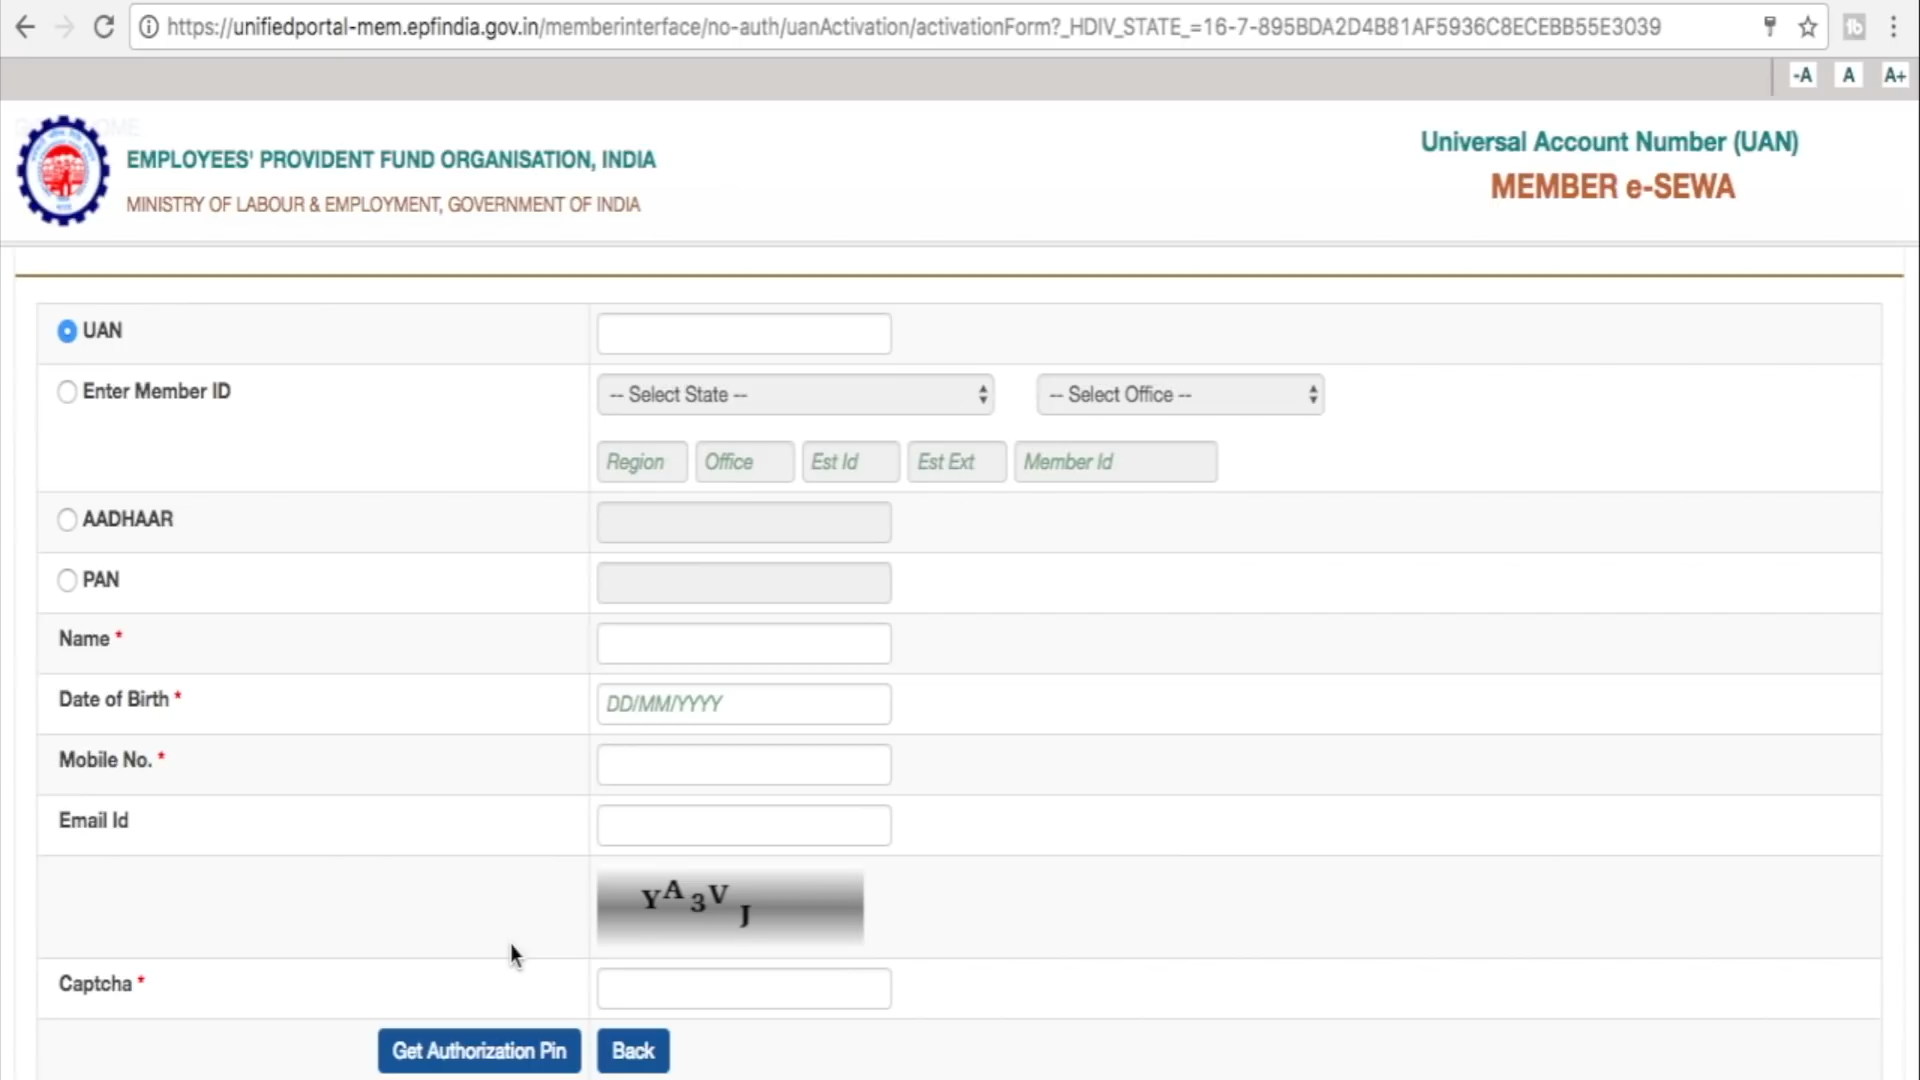 https://unifiedportal-mem.epfindia.gov.in/memberinterface/no-auth/uanActivation/activationForm?_HDIV_STATE_=16-7-895BDA2D4B81AF5936C8ECEBB55E3039
-A A A+
EMPLOYEES' PROVIDENT FUND ORGANISATION, INDIA
MINISTRY OF LABOUR & EMPLOYMENT, GOVERNMENT OF INDIA
Universal Account Number (UAN)
MEMBER e-SEWA
UAN
Enter Member ID -- Select State -- -- Select Office --
Region Office Est Id Est Ext Member Id
AADHAAR
PAN
Name *
Date of Birth * DD/MM/YYYY
Mobile No. *
Email Id
YA3VJ
Captcha *
Get Authorization Pin Back